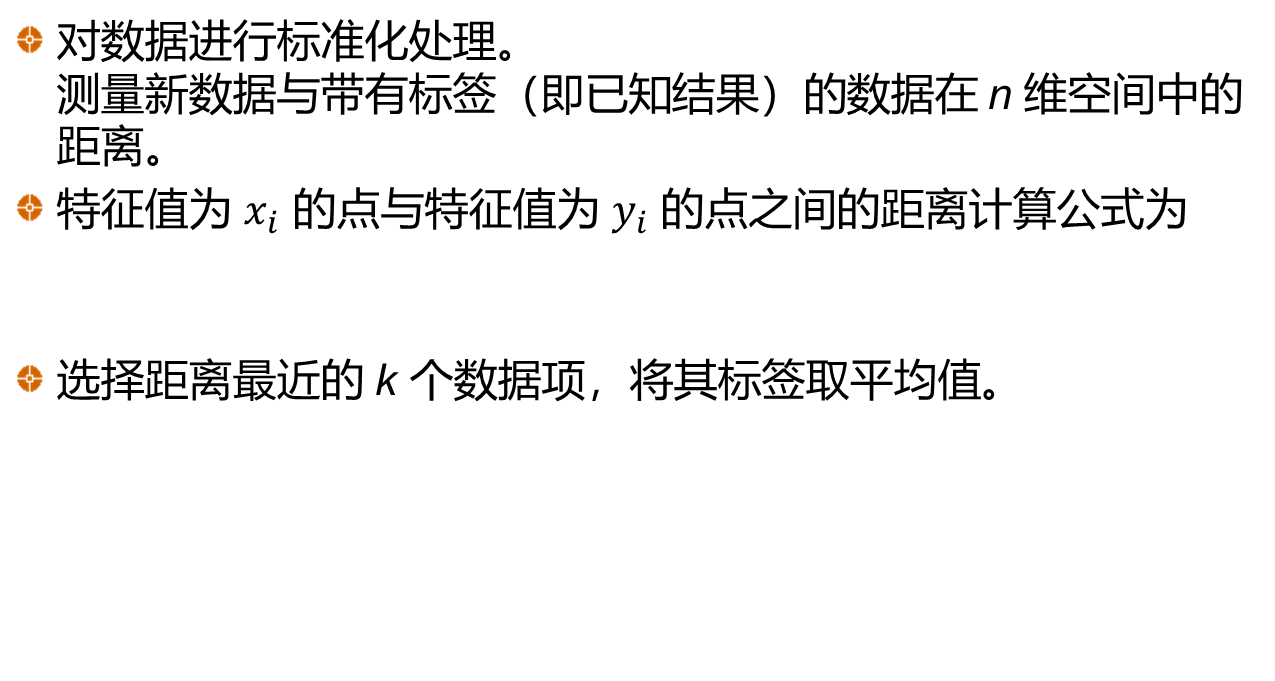 对数据进行标准化处理。
测量新数据与带有标签（即已知结果）的数据在 n 维空间中的
距离。
特征值为 xᵢ 的点与特征值为 yᵢ 的点之间的距离计算公式为
选择距离最近的 k 个数据项，将其标签取平均值。